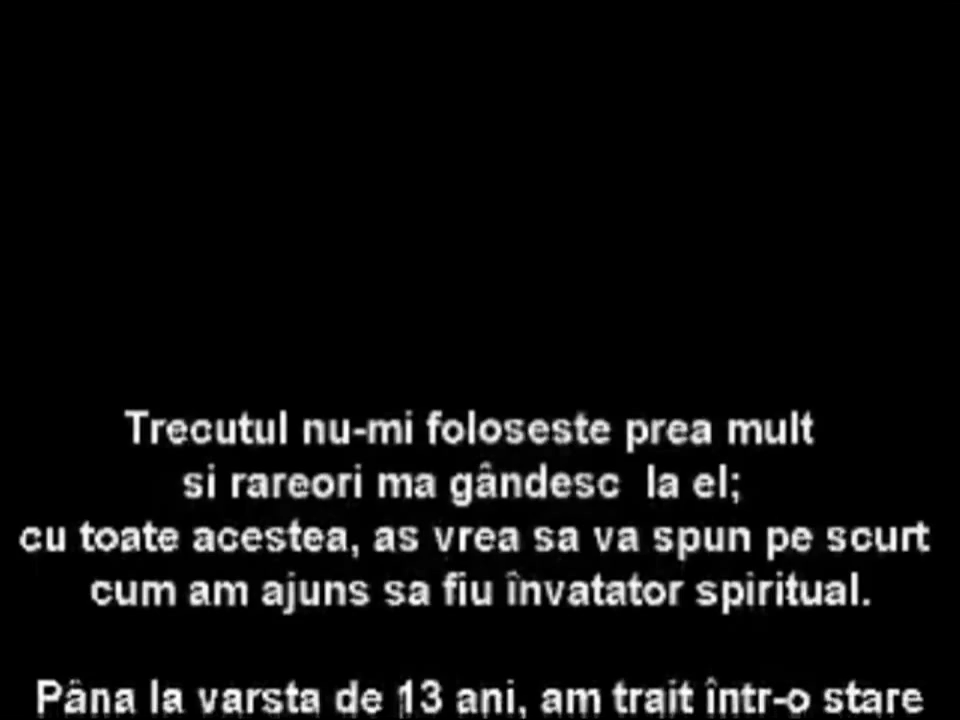 Trecutul nu-mi foloseste prea mult
si rareori ma gândesc la el;
cu toate acestea, as vrea sa va spun pe scurt
cum am ajuns sa fiu învatator spiritual.
Pâna la varsta de 13 ani, am trait într-o stare